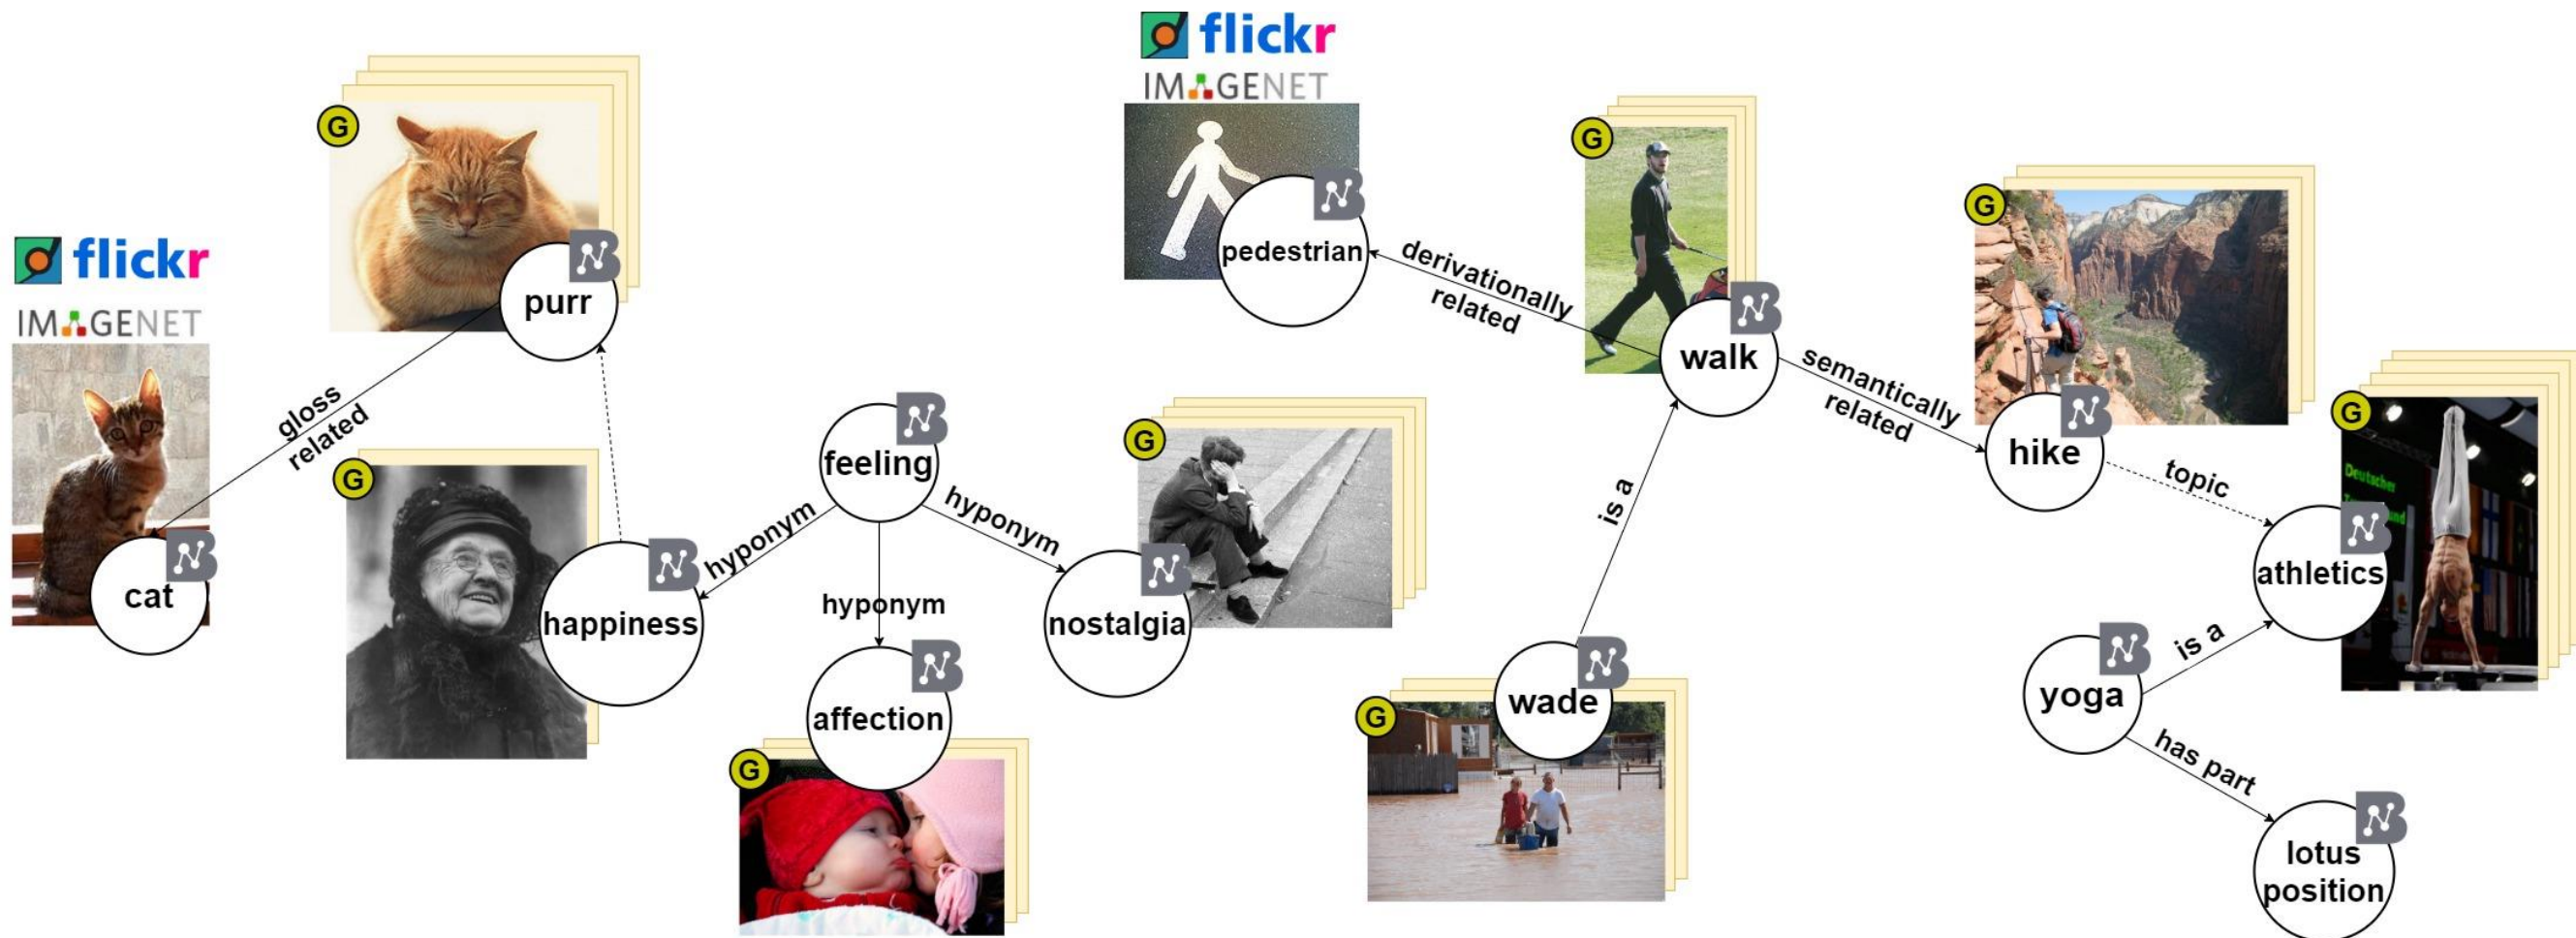 flickr
IMAGENET
G
purr
flickr
IMAGENET
cat
gloss
related
G
happiness
feeling
hyponym
hyponym
hyponym
G
nostalgia
affection
G
pedestrian
derivationally
related
G
walk
semantically
related
G
hike
is a
wade
G
topic
G
Deutscher
athletics
yoga
is a
has part
lotus
position